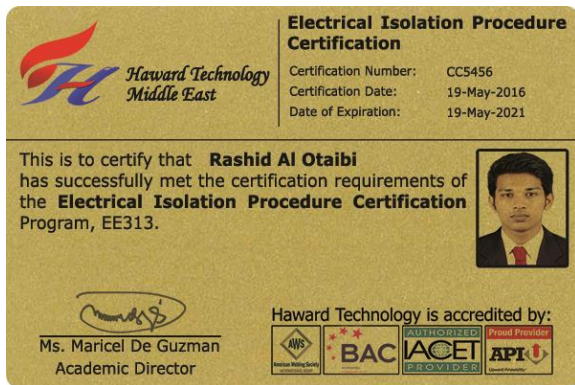 Haward Technology
Middle East
Electrical Isolation Procedure
Certification
Certification Number: CC5456
Certification Date: 19-May-2016
Date of Expiration: 19-May-2021
This is to certify that Rashid Al Otaibi
has successfully met the certification requirements of
the Electrical Isolation Procedure Certification
Program, EE313.
Ms. Maricel De Guzman
Academic Director
Haward Technology is accredited by:
AWS
American Welding Society
BAC
AUTHORIZED
IACET
PROVIDER
Proud Provider
API U